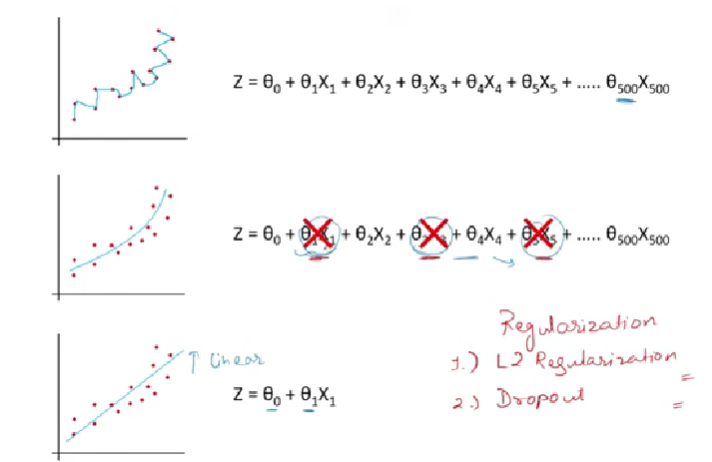 Z = θ₀ + θ₁X₁ + θ₂X₂ + θ₃X₃ + θ₄X₄ + θ₅X₅ + ..... θ₅₀₀X₅₀₀
Z = θ₀ + θ₁X₁ + θ₂X₂ + θ + θ₄X₄ + θ₅X₅ + ..... θ₅₀₀X₅₀₀
Linear
Z = θ₀ + θ₁X₁
Regularization
1.) L2 Regularization
2.) Dropout